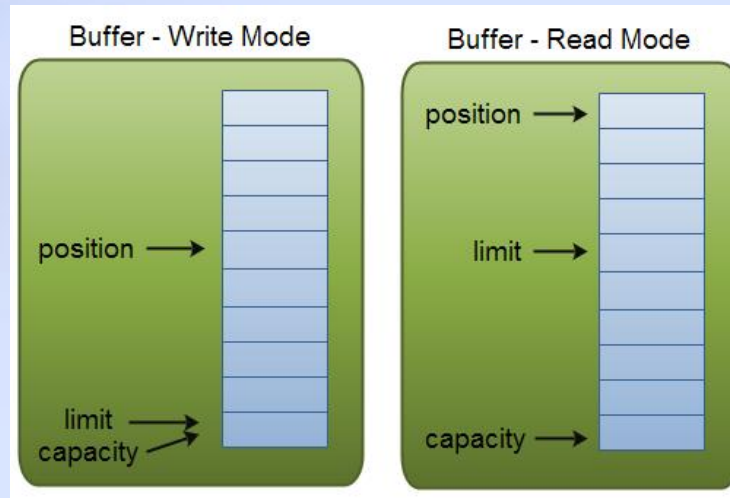 Buffer - Write Mode
position
limit
capacity
Buffer - Read Mode
position
limit
capacity